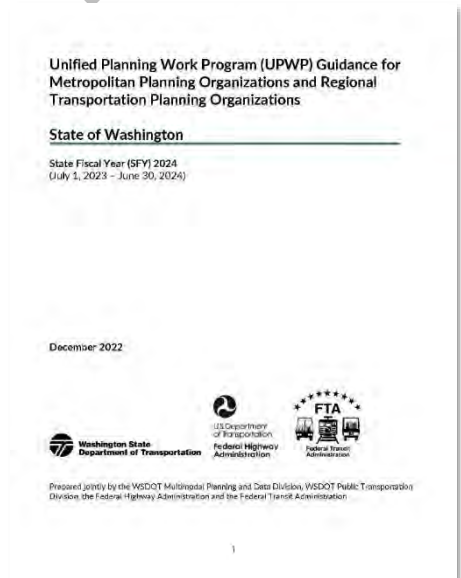 Unified Planning Work Program (UPWP) Guidance for
Metropolitan Planning Organizations and Regional
Transportation Planning Organizations
State of Washington
State Fiscal Year (SFY) 2024
(July 1, 2023 – June 30, 2024)
December 2022
Washington State
Department of Transportation
U.S. Department
of Transportation
Federal Highway
Administration
FTA
Federal Transit
Administration
Prepared jointly by the WSDOT Multimodal Planning and Data Division, WSDOT Public Transportation
Division, the Federal Highway Administration and the Federal Transit Administration
1